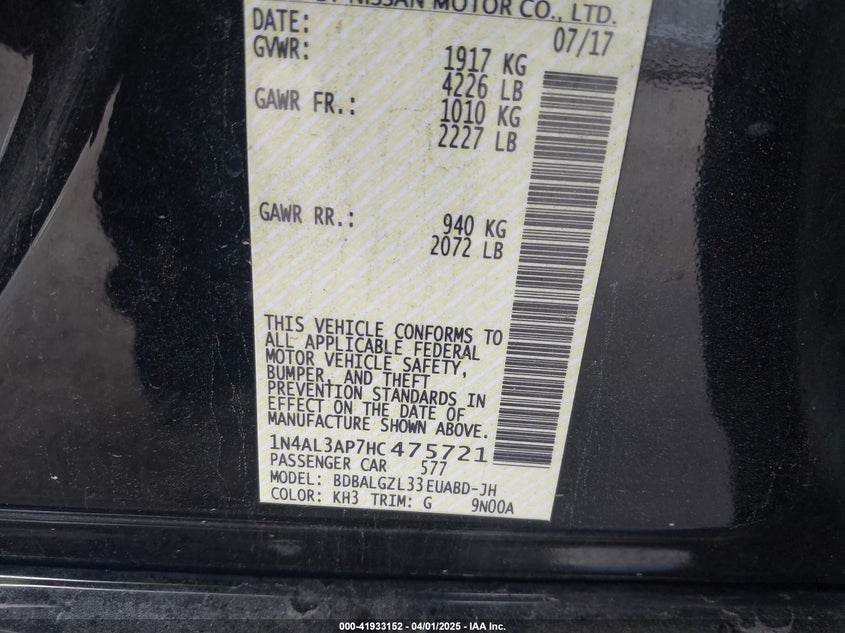 NISSAN MOTOR CO., LTD.
DATE: 07/17
GVWR: 1917 KG
4226 LB
GAWR FR.: 1010 KG
2227 LB
GAWR RR.: 940 KG
2072 LB
THIS VEHICLE CONFORMS TO
ALL APPLICABLE FEDERAL
MOTOR VEHICLE SAFETY,
BUMPER, AND THEFT
PREVENTION STANDARDS IN
EFFECT ON THE DATE OF
MANUFACTURE SHOWN ABOVE.
1N4AL3AP7HC475721
PASSENGER CAR 577
MODEL: BDBALGZL33EUABD-JH
COLOR: KH3 TRIM: G 9N00A
000-41933152 - 04/01/2025 - IAA Inc.